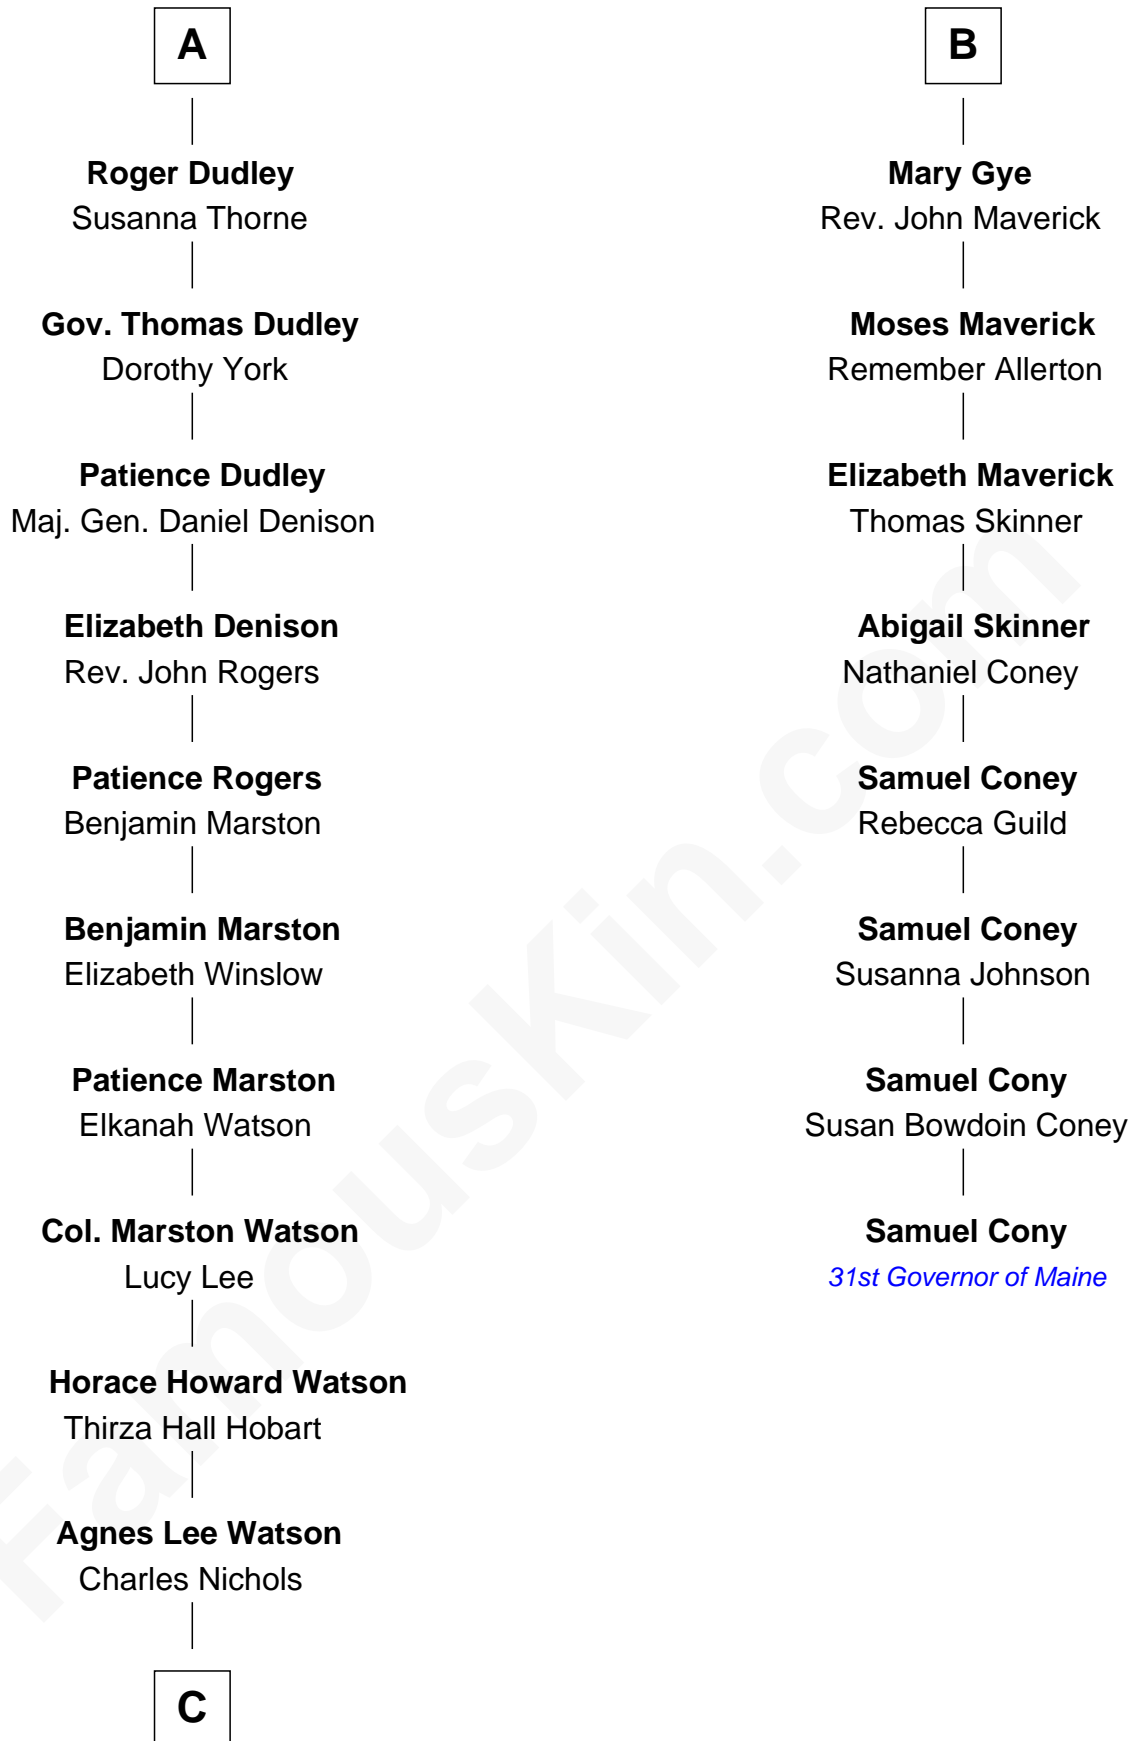 A
Roger Dudley
Susanna Thorne
Gov. Thomas Dudley
Dorothy York
Patience Dudley
Maj. Gen. Daniel Denison
Elizabeth Denison
Rev. John Rogers
Patience Rogers
Benjamin Marston
Benjamin Marston
Elizabeth Winslow
Patience Marston
Elkanah Watson
Col. Marston Watson
Lucy Lee
Horace Howard Watson
Thirza Hall Hobart
Agnes Lee Watson
Charles Nichols
C
B
Mary Gye
Rev. John Maverick
Moses Maverick
Remember Allerton
Elizabeth Maverick
Thomas Skinner
Abigail Skinner
Nathaniel Coney
Samuel Coney
Rebecca Guild
Samuel Coney
Susanna Johnson
Samuel Cony
Susan Bowdoin Coney
Samuel Cony
31st Governor of Maine
FamousKin.com